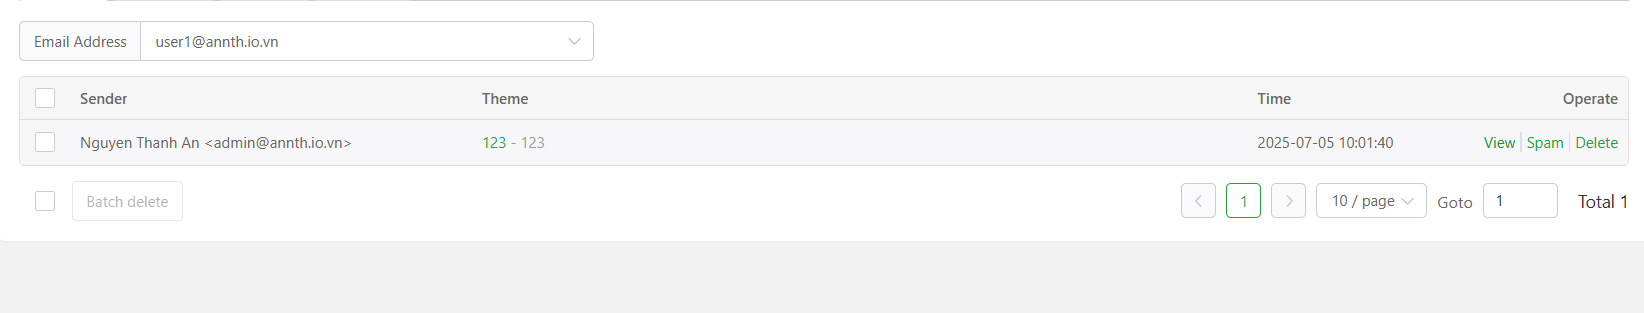 Email Address user1@annth.io.vn
Sender Theme Time Operate
Nguyen Thanh An <admin@annth.io.vn> 123 - 123 2025-07-05 10:01:40 View Spam Delete
Batch delete 1 10 / page Goto 1 Total 1